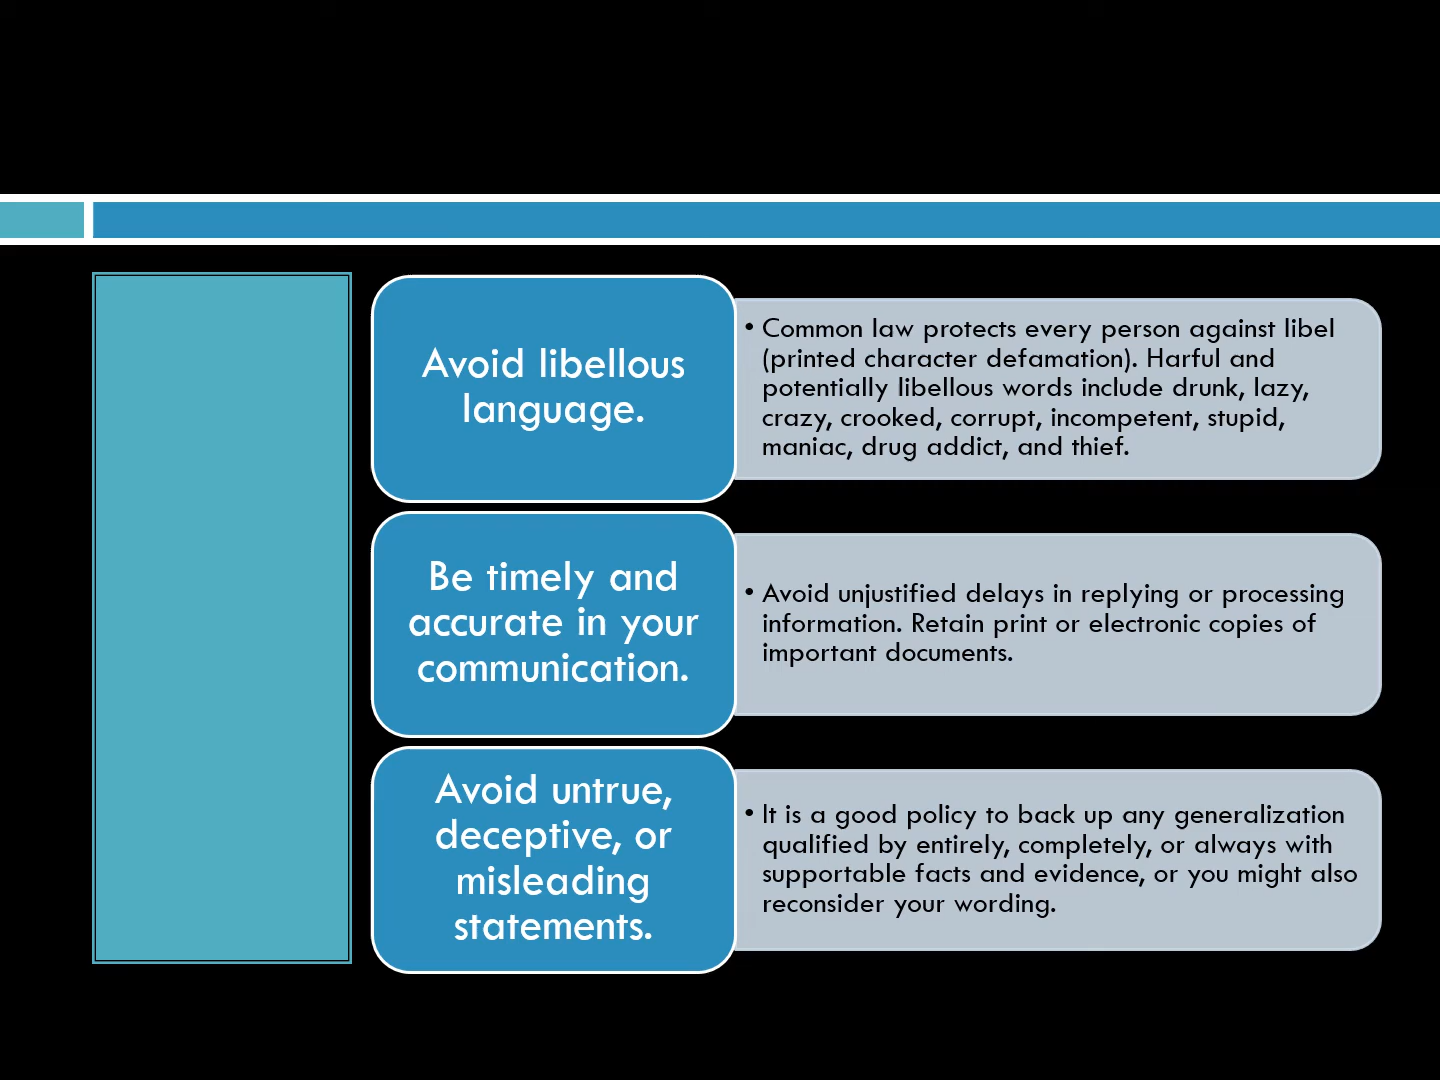 Avoid libellous
language.
• Common law protects every person against libel
(printed character defamation). Harful and
potentially libellous words include drunk, lazy,
crazy, crooked, corrupt, incompetent, stupid,
maniac, drug addict, and thief.
Be timely and
accurate in your
communication.
• Avoid unjustified delays in replying or processing
information. Retain print or electronic copies of
important documents.
Avoid untrue,
deceptive, or
misleading
statements.
• It is a good policy to back up any generalization
qualified by entirely, completely, or always with
supportable facts and evidence, or you might also
reconsider your wording.